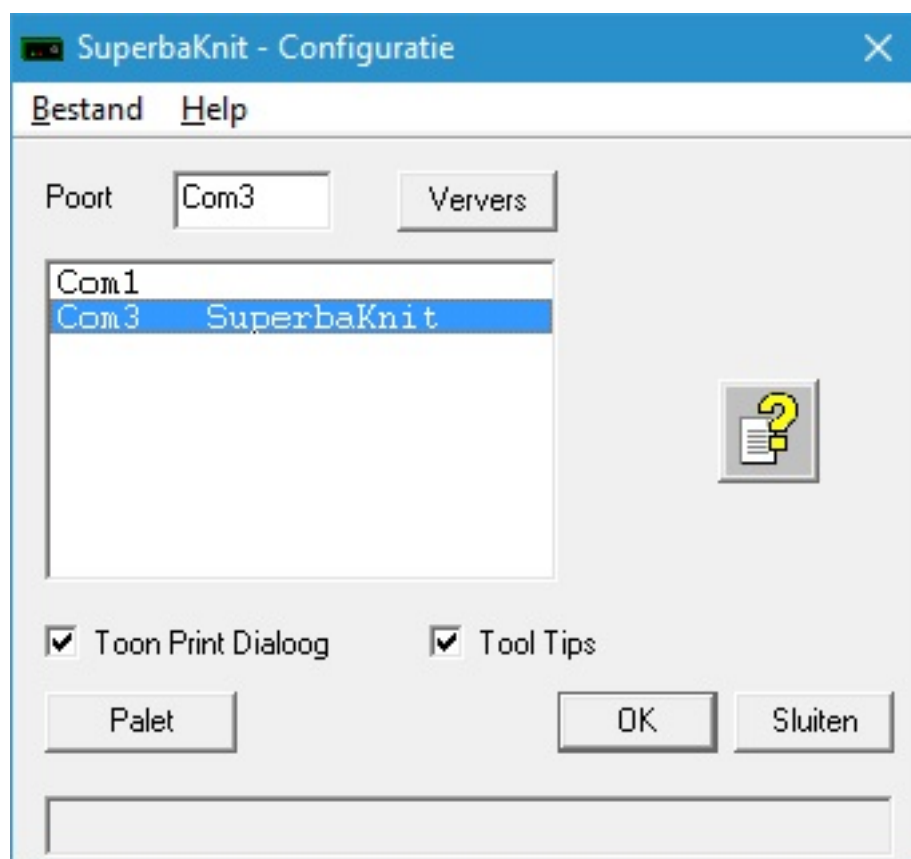 SuperbaKnit - Configuratie
Bestand Help
Poort Com3 Ververs
Com1
Com3 SuperbaKnit
Toon Print Dialoog Tool Tips
Palet OK Sluiten